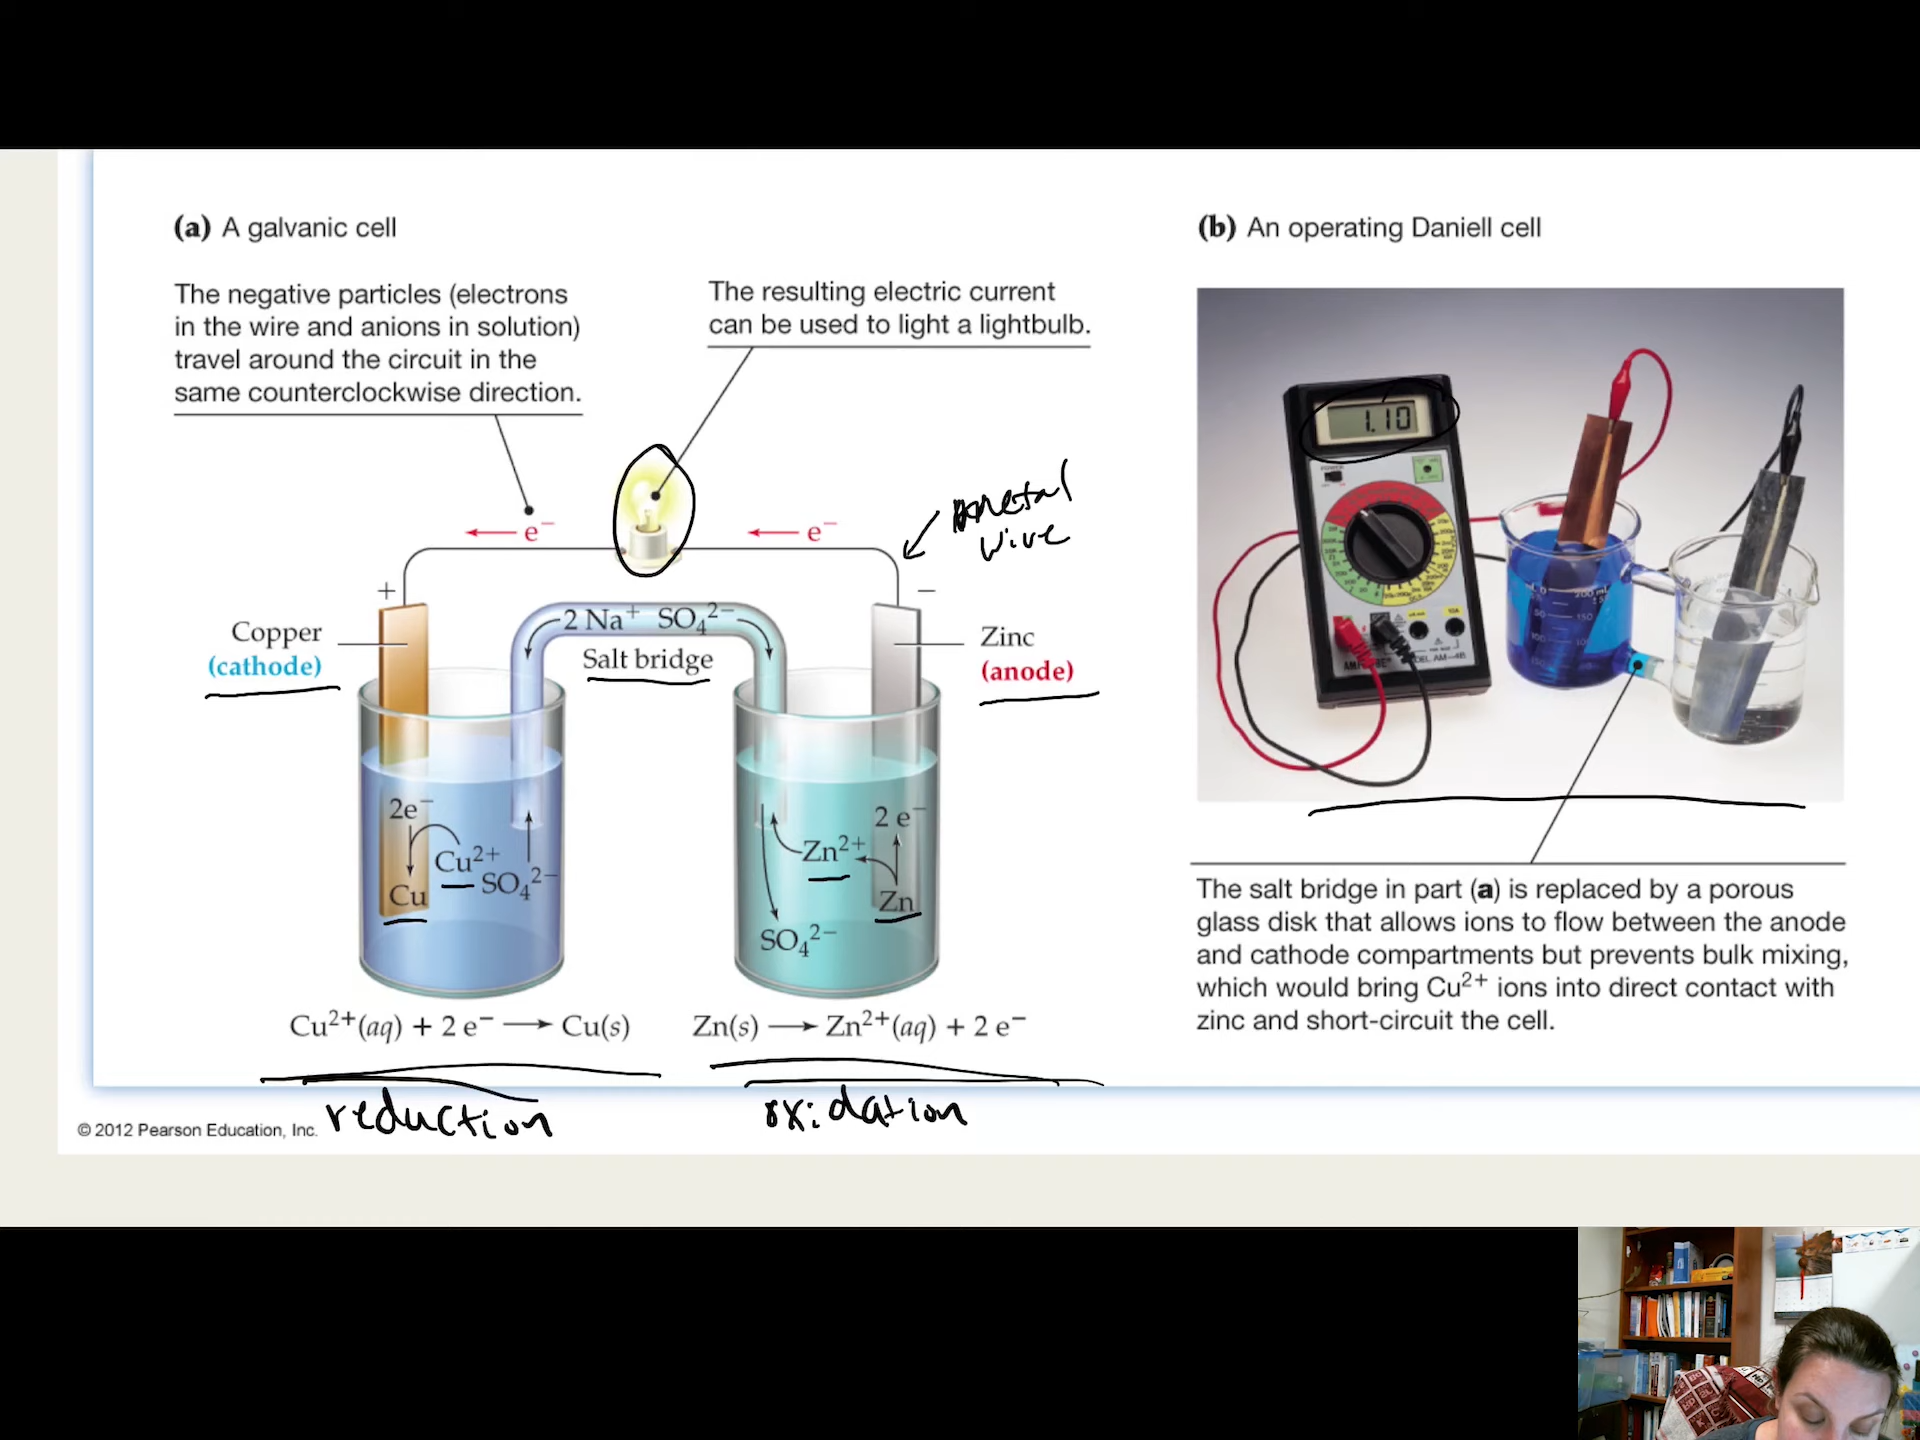 (a) A galvanic cell
The negative particles (electrons
in the wire and anions in solution)
travel around the circuit in the
same counterclockwise direction.
The resulting electric current
can be used to light a lightbulb.
e⁻
e⁻
metal
wire
+
−
Copper
(cathode)
2 Na⁺ SO₄²⁻
Salt bridge
Zinc
(anode)
2e⁻
Cu²⁺
SO₄²⁻
Cu
2 e⁻
Zn²⁺
Zn
SO₄²⁻
Cu²⁺(aq) + 2 e⁻ → Cu(s)
Zn(s) → Zn²⁺(aq) + 2 e⁻
reduction
oxidation
© 2012 Pearson Education, Inc.
(b) An operating Daniell cell
1.10
The salt bridge in part (a) is replaced by a porous
glass disk that allows ions to flow between the anode
and cathode compartments but prevents bulk mixing,
which would bring Cu²⁺ ions into direct contact with
zinc and short-circuit the cell.